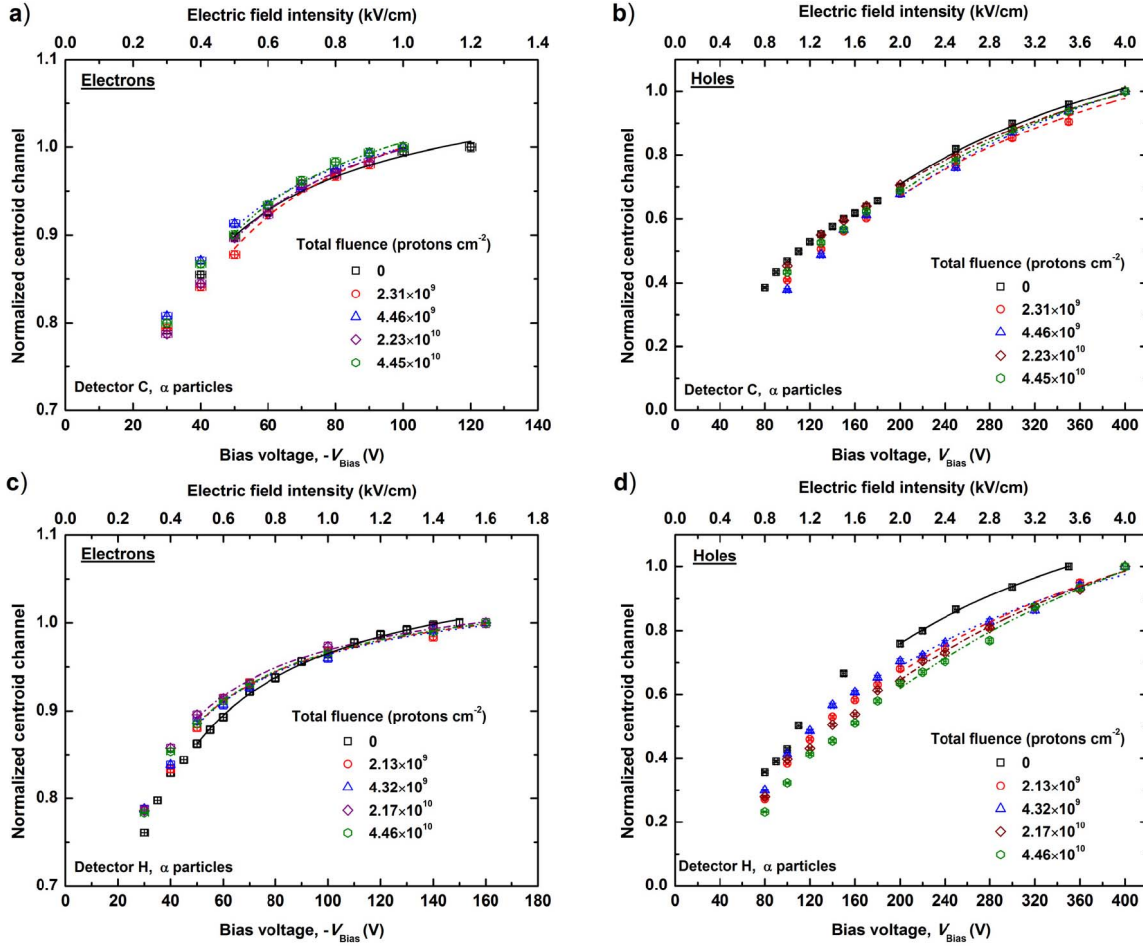 a)
Electric field intensity (kV/cm)
0.0 0.2 0.4 0.6 0.8 1.0 1.2 1.4
1.1
1.0
0.9
0.8
0.7
Normalized centroid channel
Electrons
Total fluence (protons cm-2)
0
2.31×10^9
4.46×10^9
2.23×10^10
4.45×10^10
Detector C, α particles
0 20 40 60 80 100 120 140
Bias voltage, -VBias (V)
b)
Electric field intensity (kV/cm)
0.0 0.4 0.8 1.2 1.6 2.0 2.4 2.8 3.2 3.6 4.0
1.0
0.8
0.6
0.4
0.2
0.0
Normalized centroid channel
Holes
Total fluence (protons cm-2)
0
2.31×10^9
4.46×10^9
2.23×10^10
4.45×10^10
Detector C, α particles
0 40 80 120 160 200 240 280 320 360 400
Bias voltage, VBias (V)
c)
Electric field intensity (kV/cm)
0.0 0.2 0.4 0.6 0.8 1.0 1.2 1.4 1.6 1.8
1.1
1.0
0.9
0.8
0.7
Normalized centroid channel
Electrons
Total fluence (protons cm-2)
0
2.13×10^9
4.32×10^9
2.17×10^10
4.46×10^10
Detector H, α particles
0 20 40 60 80 100 120 140 160 180
Bias voltage, -VBias (V)
d)
Electric field intensity (kV/cm)
0.0 0.4 0.8 1.2 1.6 2.0 2.4 2.8 3.2 3.6 4.0
1.0
0.8
0.6
0.4
0.2
0.0
Normalized centroid channel
Holes
Total fluence (protons cm-2)
0
2.13×10^9
4.32×10^9
2.17×10^10
4.46×10^10
Detector H, α particles
0 40 80 120 160 200 240 280 320 360 400
Bias voltage, VBias (V)